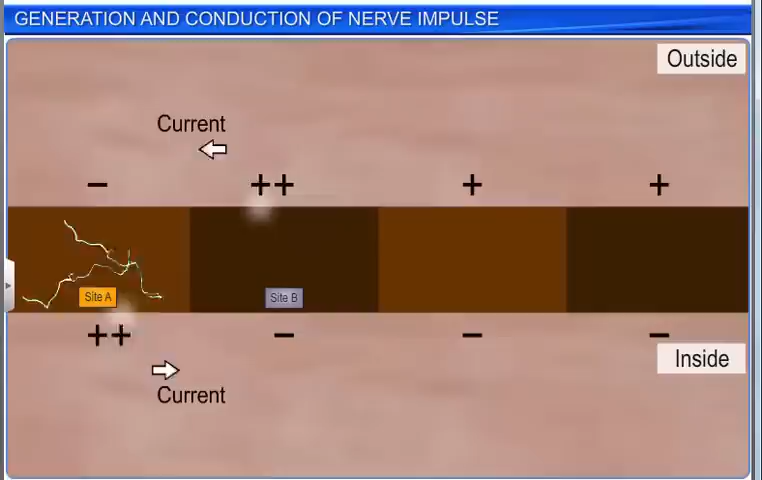 GENERATION AND CONDUCTION OF NERVE IMPULSE
Outside
Current
− ++ + +
Site A Site B
++ − − −
Inside
Current